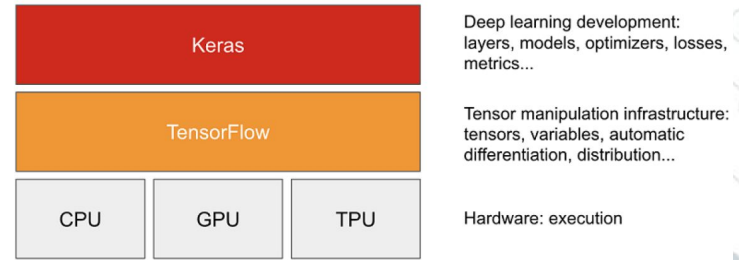 Keras
Deep learning development:
layers, models, optimizers, losses,
metrics...
TensorFlow
Tensor manipulation infrastructure:
tensors, variables, automatic
differentiation, distribution...
CPU
GPU
TPU
Hardware: execution